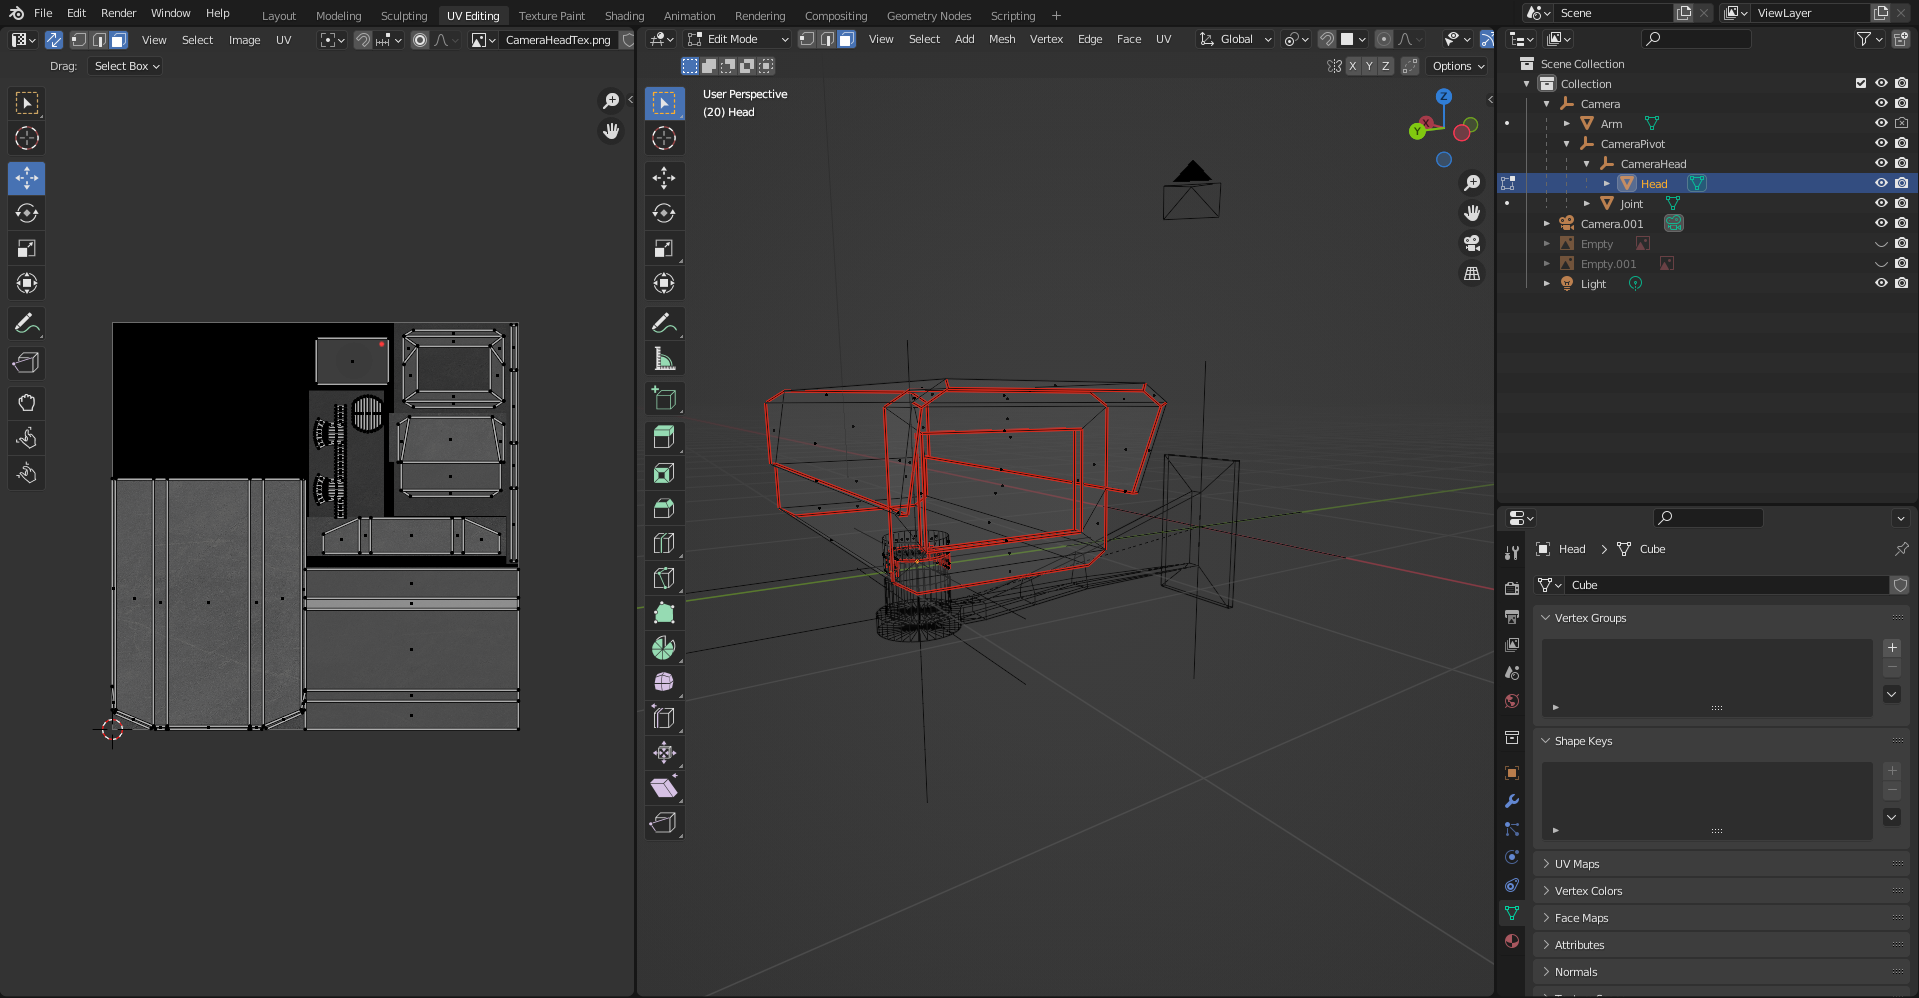 File Edit Render Window Help
Layout Modeling Sculpting UV Editing Texture Paint Shading Animation Rendering Compositing Geometry Nodes Scripting +
Scene
ViewLayer
View Select Image UV
CameraHeadTex.png
Edit Mode
View Select Add Mesh Vertex Edge Face UV
Global
Drag: Select Box
X Y Z
Options
User Perspective
(20) Head
Z
X
Y
Scene Collection
Collection
Camera
Arm
CameraPivot
CameraHead
Head
Joint
Camera.001
Empty
Empty.001
Light
Head
Cube
Cube
Vertex Groups
Shape Keys
UV Maps
Vertex Colors
Face Maps
Attributes
Normals